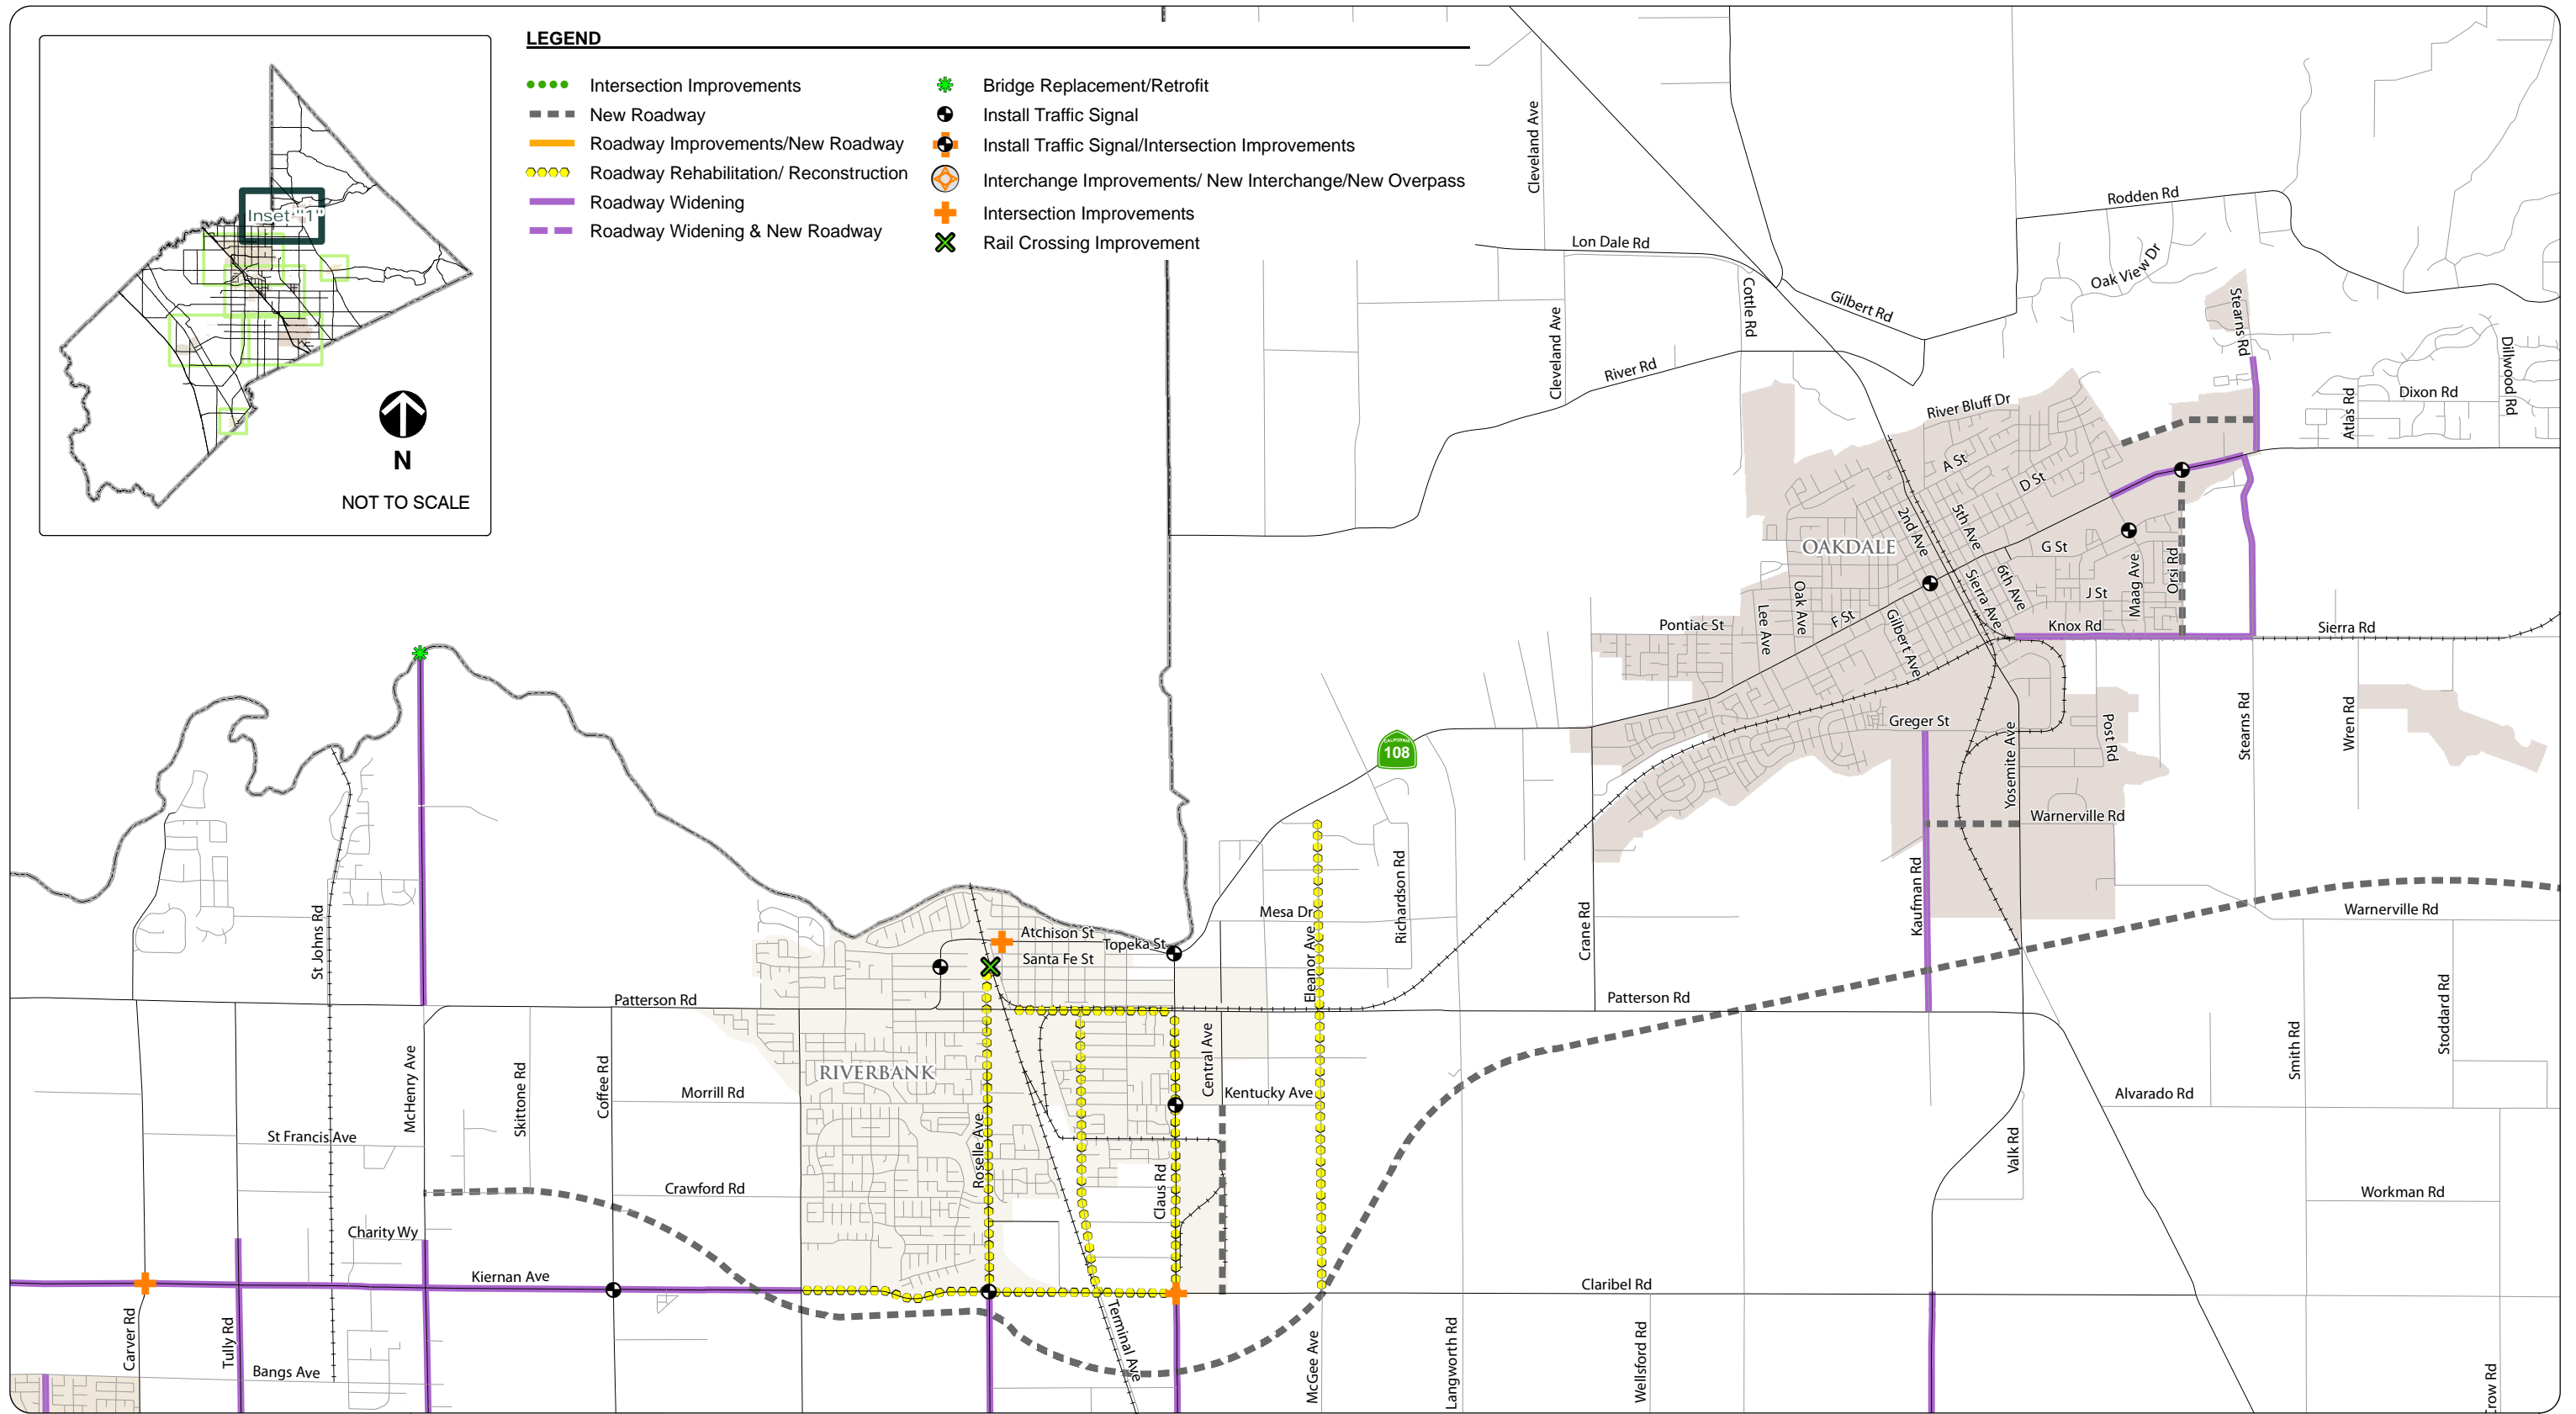 LEGEND
Intersection Improvements
New Roadway
Roadway Improvements/New Roadway
Roadway Rehabilitation/ Reconstruction
Roadway Widening
Roadway Widening & New Roadway
Bridge Replacement/Retrofit
Install Traffic Signal
Install Traffic Signal/Intersection Improvements
Interchange Improvements/ New Interchange/New Overpass
Intersection Improvements
Rail Crossing Improvement
Inset "1"
N
NOT TO SCALE
Cleveland Ave
Rodden Rd
Lon Dale Rd
Oak View Dr
Cottle Rd
Gilbert Rd
Stearns Rd
Cleveland Ave
River Rd
Dillwood Rd
Dixon Rd
Atlas Rd
River Bluff Dr
A St
D St
2nd Ave
5th Ave
OAKDALE
G St
6th Ave
Sierra Ave
J St
Maag Ave
Orsi Rd
Oak Ave
Lee Ave
F St
Gilbert Ave
Pontiac St
Knox Rd
Sierra Rd
Greger St
Post Rd
Stearns Rd
Wren Rd
CALIFORNIA
108
Yosemite Ave
Warnerville Rd
Kaufman Rd
Richardson Rd
Mesa Dr
Crane Rd
Warnerville Rd
St Johns Rd
Atchison St
Topeka St
Santa Fe St
Eleanor Ave
Patterson Rd
Patterson Rd
Stoddard Rd
Smith Rd
McHenry Ave
Skittone Rd
Coffee Rd
RIVERBANK
Central Ave
Morrill Rd
Kentucky Ave
Alvarado Rd
St Francis Ave
Roselle Ave
Valk Rd
Crawford Rd
Claus Rd
Workman Rd
Charity Wy
Kiernan Ave
Claribel Rd
Carver Rd
Tully Rd
Terminal Ave
McGee Ave
Langworth Rd
Wellsford Rd
Bangs Ave
Crow Rd